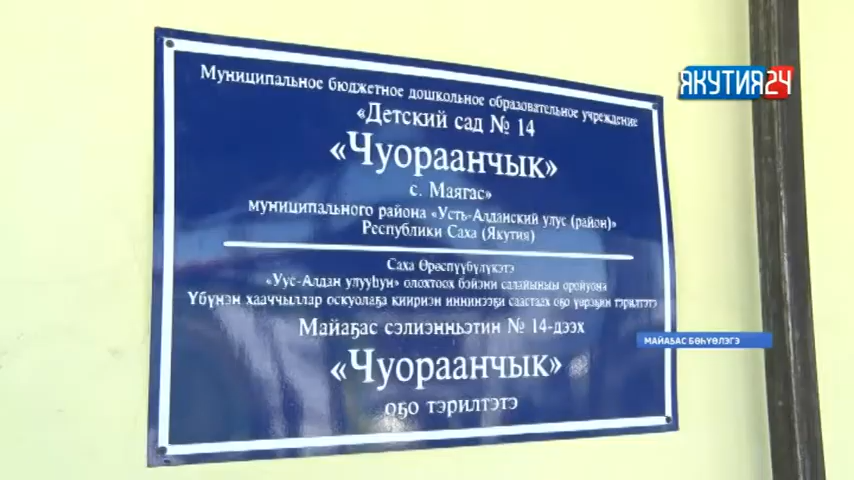 ЯКУТИЯ24
Муниципальное бюджетное дошкольное образовательное учреждение
«Детский сад № 14
«Чуораанчык»
с. Маягас»
муниципального района «Усть-Алданский улус (район)»
Республики Саха (Якутия)
Саха Өрөспүүбүлүкэтэ
«Уус-Алдан улууһун» олохтоох бэйэни салайыныы оройуона
Үбүнэн хааччыллар оскуолаҕа киириэн иннинээҕи саастаах оҕо үөрэҕин тэрилтэтэ
Майаҕас сэлиэнньэтин № 14-дээх
«Чуораанчык»
оҕо тэрилтэтэ
МАЙАҔАС БӨҺҮӨЛЭГЭ